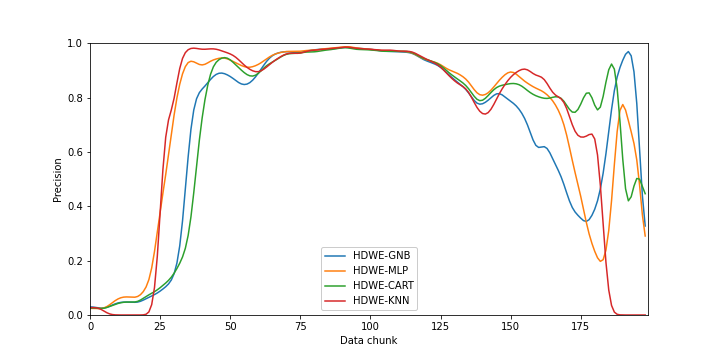 1.0
0.8
0.6
0.4
0.2
0.0
Precision
HDWE-GNB
HDWE-MLP
HDWE-CART
HDWE-KNN
0 25 50 75 100 125 150 175
Data chunk